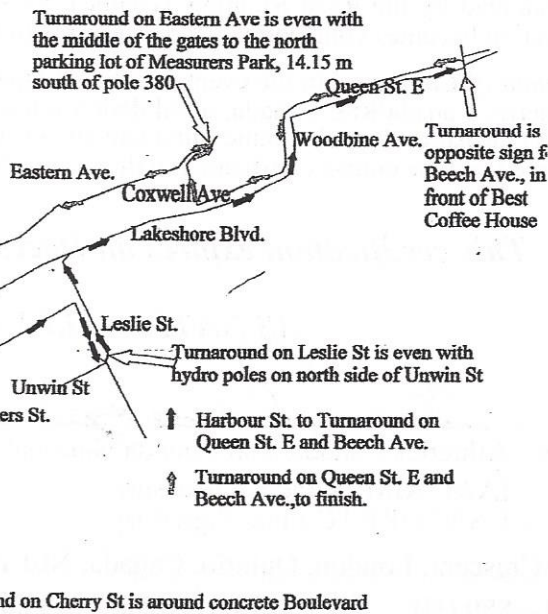 Turnaround on Eastern Ave is even with
the middle of the gates to the north
parking lot of Measurers Park, 14.15 m
south of pole 380
Queen St. E
Woodbine Ave.
Turnaround is
opposite sign f
Beech Ave., in
front of Best
Coffee House
Eastern Ave.
Coxwell Ave
Lakeshore Blvd.
Leslie St.
Turnaround on Leslie St is even with
hydro poles on north side of Unwin St
Unwin St
ers St.
Harbour St. to Turnaround on
Queen St. E and Beech Ave.
Turnaround on Queen St. E and
Beech Ave.,to finish.
nd on Cherry St is around concrete Boulevard